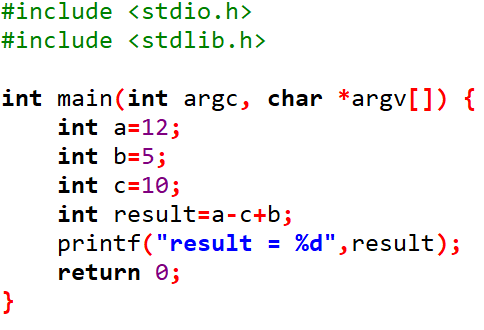 #include <stdio.h>
#include <stdlib.h>

int main(int argc, char *argv[]) {
    int a=12;
    int b=5;
    int c=10;
    int result=a-c+b;
    printf("result = %d",result);
    return 0;
}